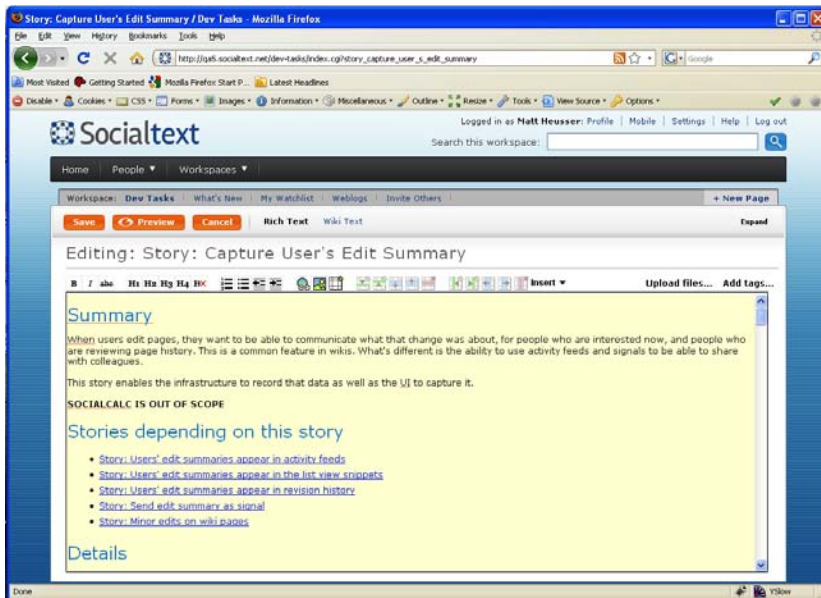 Story: Capture User's Edit Summary / Dev Tasks - Mozilla Firefox
File Edit View History Bookmarks Tools Help
http://qa5.socialtext.net/dev-tasks/index.cgi?story_capture_user_s_edit_summary
Google
Most Visited Getting Started Mozilla Firefox Start P... Latest Headlines
Disable Cookies CSS Forms Images Information Miscellaneous Outline Resize Tools View Source Options
Logged in as Matt Heusser: Profile | Mobile | Settings | Help | Log out
Socialtext
Search this workspace:
Home People Workspaces
Workspace: Dev Tasks What's New My Watchlist Weblogs Invite Others + New Page
Save Preview Cancel Rich Text Wiki Text Expand
Editing: Story: Capture User's Edit Summary
B I abc H1 H2 H3 H4 HX Insert Upload files... Add tags...
Summary
When users edit pages, they want to be able to communicate what that change was about, for people who are interested now, and people who
are reviewing page history. This is a common feature in wikis. What's different is the ability to use activity feeds and signals to be able to share
with colleagues.
This story enables the infrastructure to record that data as well as the UI to capture it.
SOCIALCALC IS OUT OF SCOPE
Stories depending on this story
• Story: Users' edit summaries appear in activity feeds
• Story: Users' edit summaries appear in the list view snippets
• Story: Users' edit summaries appear in revision history
• Story: Send edit summary as signal
• Story: Minor edits on wiki pages
Details
Done YSlow